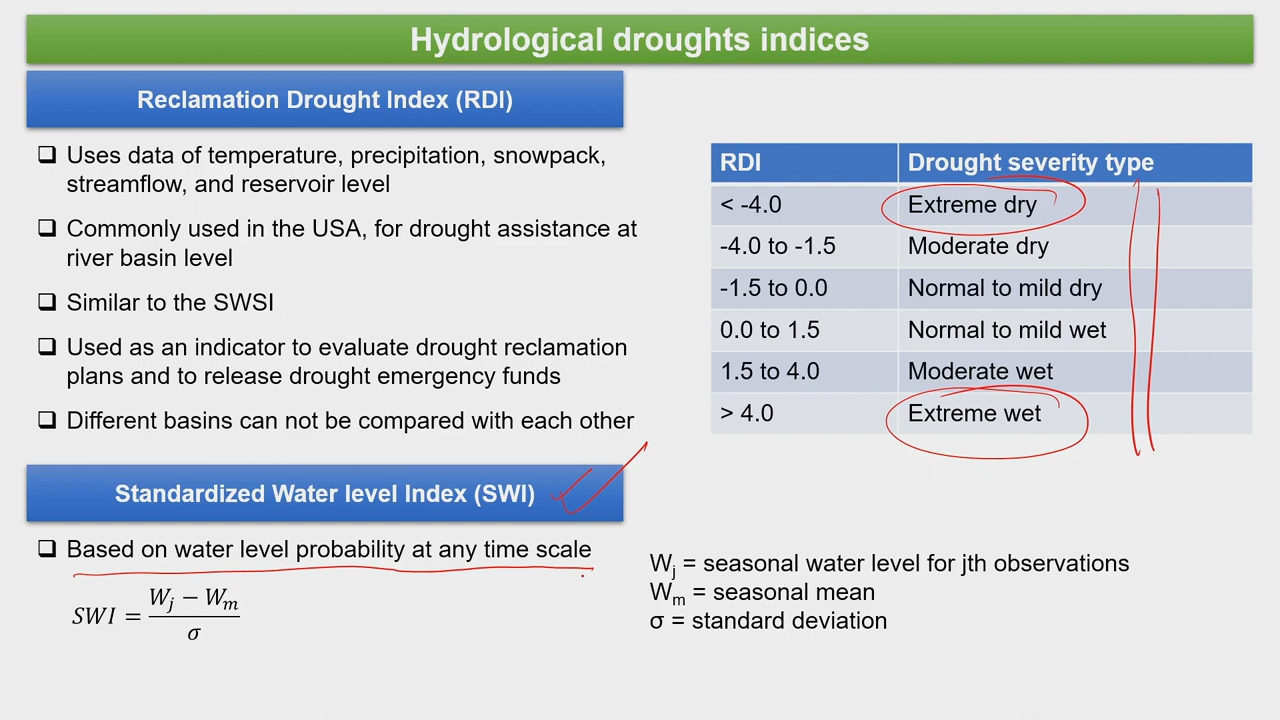 Hydrological droughts indices
Reclamation Drought Index (RDI)
❑ Uses data of temperature, precipitation, snowpack,
streamflow, and reservoir level
❑ Commonly used in the USA, for drought assistance at
river basin level
❑ Similar to the SWSI
❑ Used as an indicator to evaluate drought reclamation
plans and to release drought emergency funds
❑ Different basins can not be compared with each other
RDI Drought severity type
< -4.0 Extreme dry
-4.0 to -1.5 Moderate dry
-1.5 to 0.0 Normal to mild dry
0.0 to 1.5 Normal to mild wet
1.5 to 4.0 Moderate wet
> 4.0 Extreme wet
Standardized Water level Index (SWI)
❑ Based on water level probability at any time scale
SWI = (W_j − W_m) / σ
W_j = seasonal water level for jth observations
W_m = seasonal mean
σ = standard deviation